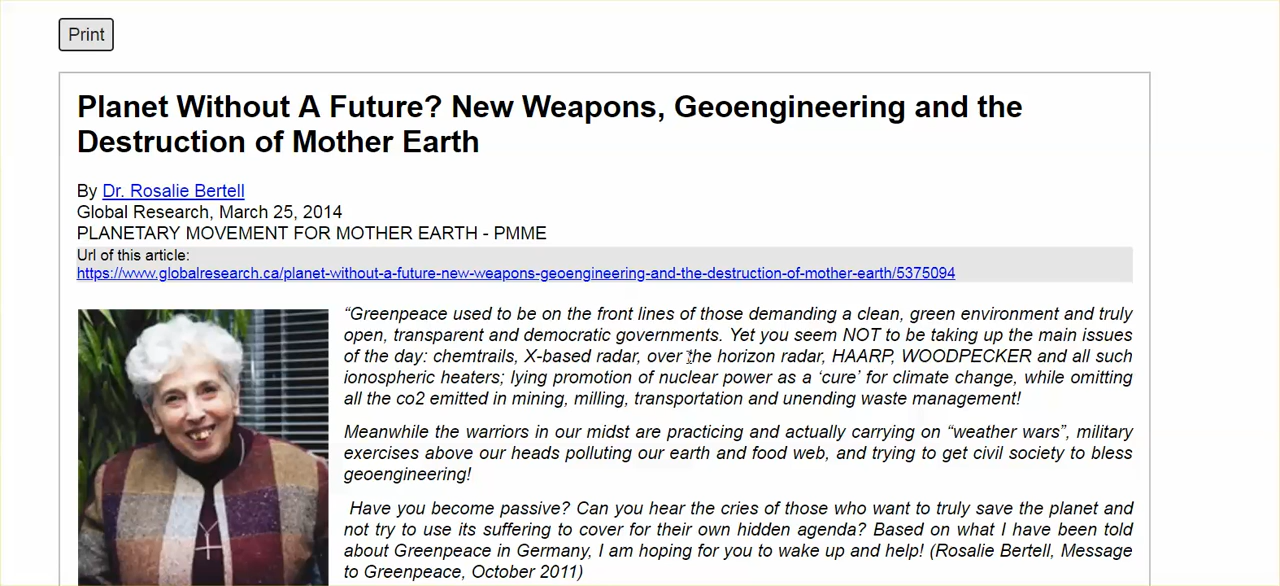 Print
Planet Without A Future? New Weapons, Geoengineering and the
Destruction of Mother Earth
By Dr. Rosalie Bertell
Global Research, March 25, 2014
PLANETARY MOVEMENT FOR MOTHER EARTH - PMME
Url of this article:
https://www.globalresearch.ca/planet-without-a-future-new-weapons-geoengineering-and-the-destruction-of-mother-earth/5375094
“Greenpeace used to be on the front lines of those demanding a clean, green environment and truly
open, transparent and democratic governments. Yet you seem NOT to be taking up the main issues
of the day: chemtrails, X-based radar, over the horizon radar, HAARP, WOODPECKER and all such
ionospheric heaters; lying promotion of nuclear power as a ‘cure’ for climate change, while omitting
all the co2 emitted in mining, milling, transportation and unending waste management!
Meanwhile the warriors in our midst are practicing and actually carrying on “weather wars”, military
exercises above our heads polluting our earth and food web, and trying to get civil society to bless
geoengineering!
Have you become passive? Can you hear the cries of those who want to truly save the planet and
not try to use its suffering to cover for their own hidden agenda? Based on what I have been told
about Greenpeace in Germany, I am hoping for you to wake up and help! (Rosalie Bertell, Message
to Greenpeace, October 2011)